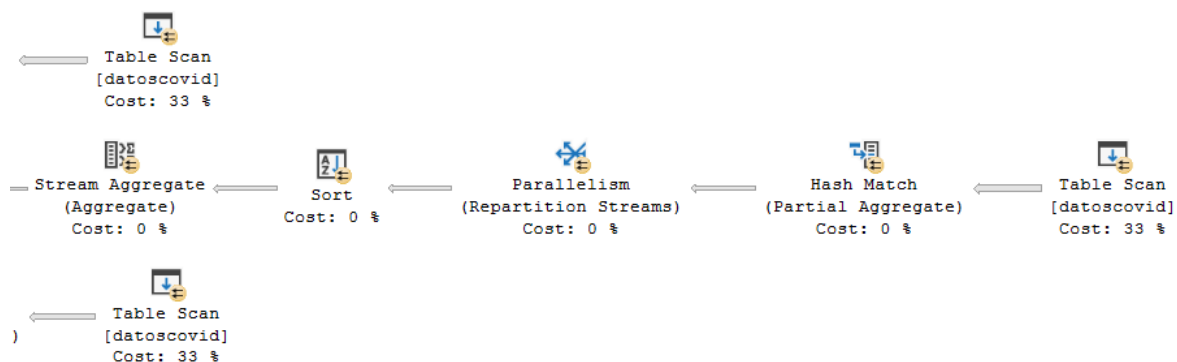 Table Scan
[datoscovid]
Cost: 33 %
Stream Aggregate
(Aggregate)
Cost: 0 %
Sort
Cost: 0 %
Parallelism
(Repartition Streams)
Cost: 0 %
Hash Match
(Partial Aggregate)
Cost: 0 %
Table Scan
[datoscovid]
Cost: 33 %
Table Scan
)
[datoscovid]
Cost: 33 %